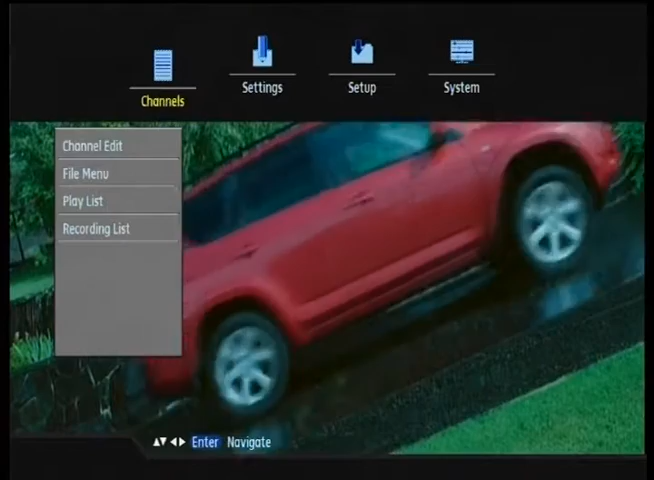 Channels
Settings
Setup
System
Channel Edit
File Menu
Play List
Recording List
Enter Navigate